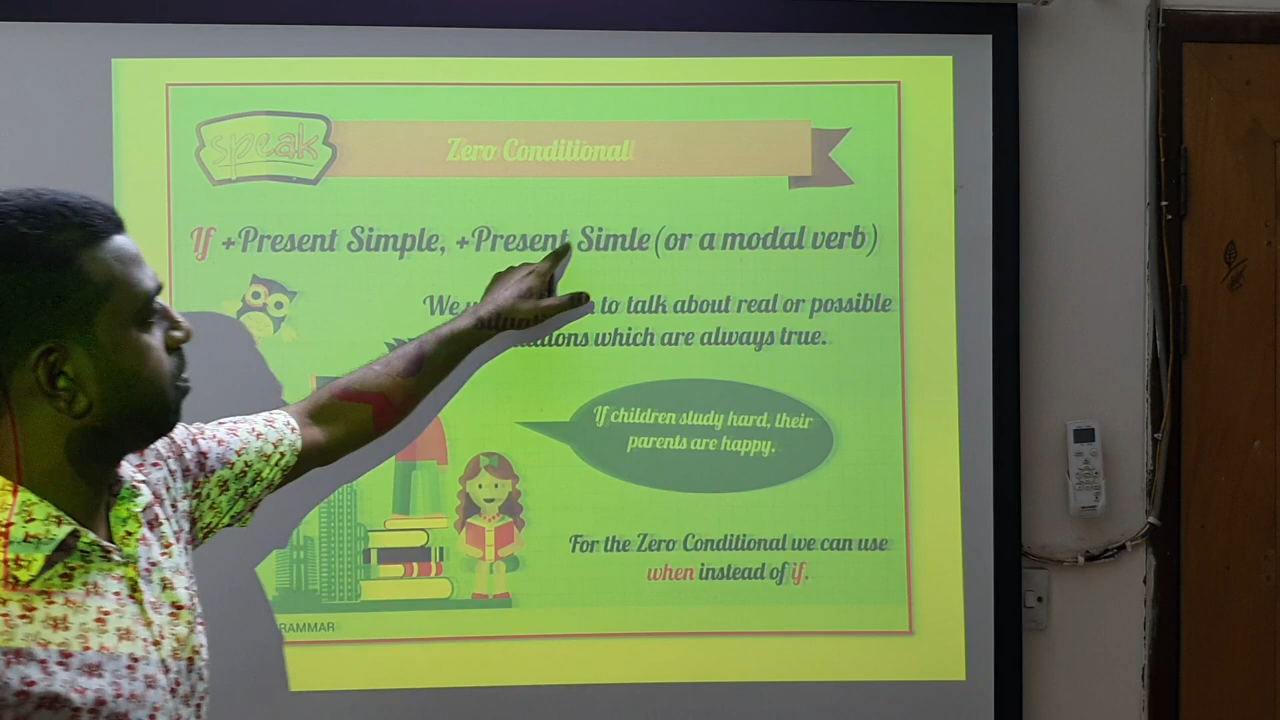 speak
Zero Conditional
If +Present Simple, +Present Simle (or a modal verb)
We to talk about real or possible
situations which are always true.
If children study hard, their
parents are happy.
For the Zero Conditional we can use
when instead of if.
RAMMAR